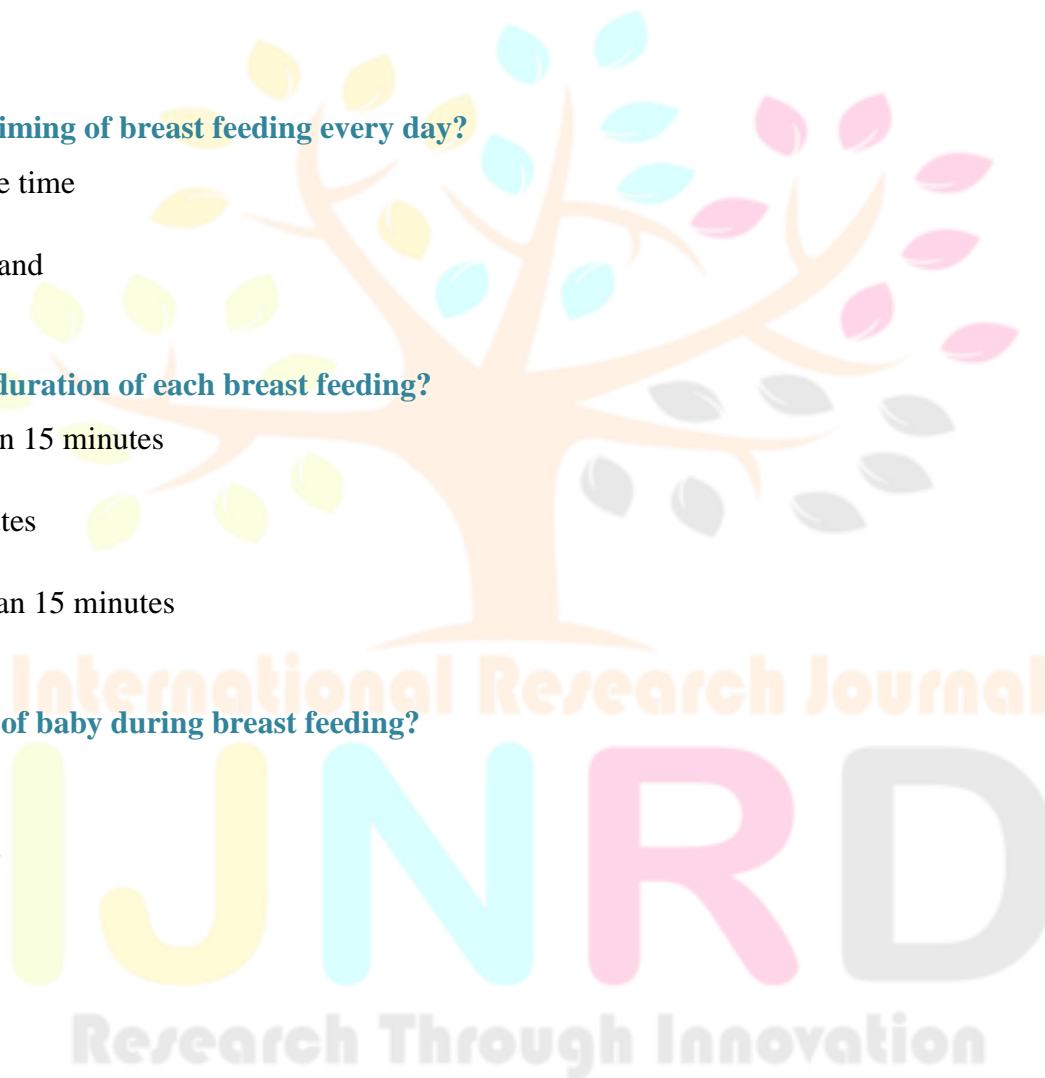 iming of breast feeding every day?
e time
and
duration of each breast feeding?
n 15 minutes
tes
an 15 minutes
International Research Journal
of baby during breast feeding?
IJNRD
Research Through Innovation